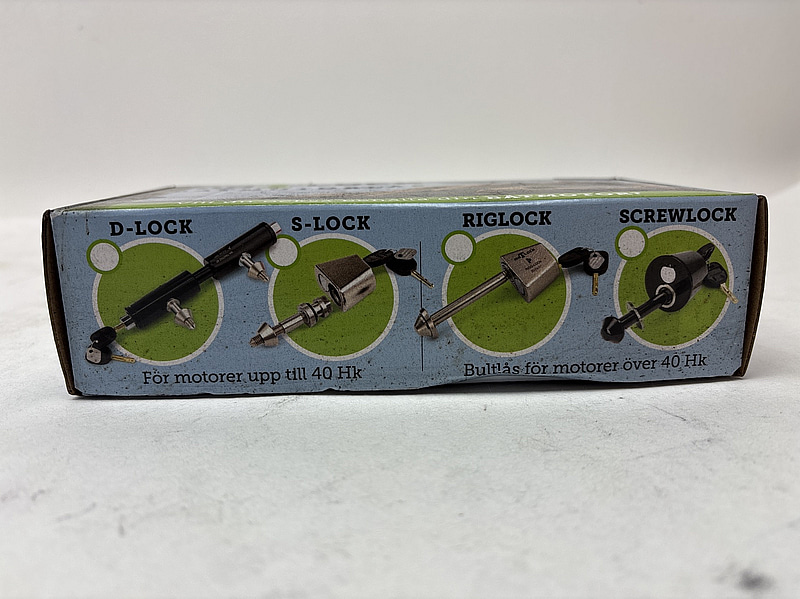 D-LOCK
S-LOCK
RIGLOCK
SCREWLOCK
För motorer upp till 40 Hk
Bultlås för motorer över 40 Hk